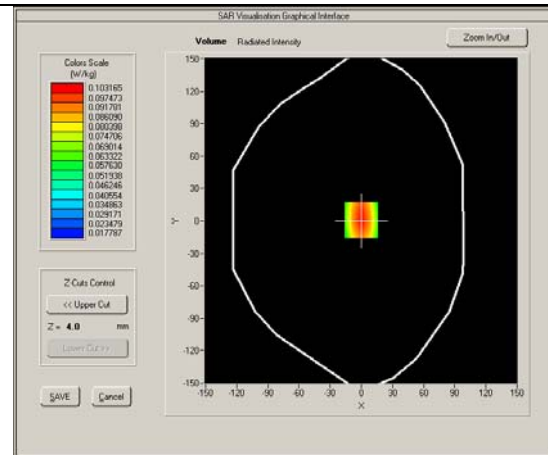 SAR Visualisation Graphical Interface
Volume Radiated Intensity
Zoom In/Out
Colors Scale
(W/kg)
0.103165
0.097473
0.091781
0.086090
0.080398
0.074706
0.069014
0.063322
0.057630
0.051938
0.046246
0.040554
0.034863
0.029171
0.023479
0.017787
Z-Cuts Control
<< Upper Cut
Z = 4.0 mm
Lower Cut >>
SAVE
Cancel
150
120
90
60
30
Y 0
-30
-60
-90
-120
-150
-150 -120 -90 -60 -30 0 30 60 90 120 150
X